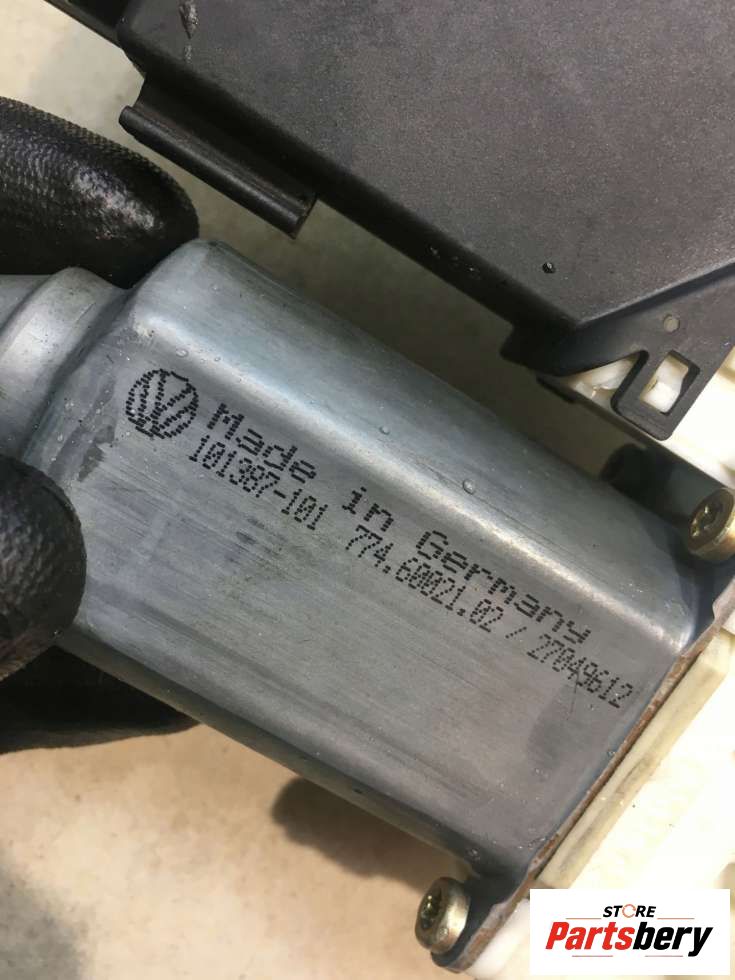 Made in Germany
101387-101 774.60021.02 / 27049612
STORE
Partsbery